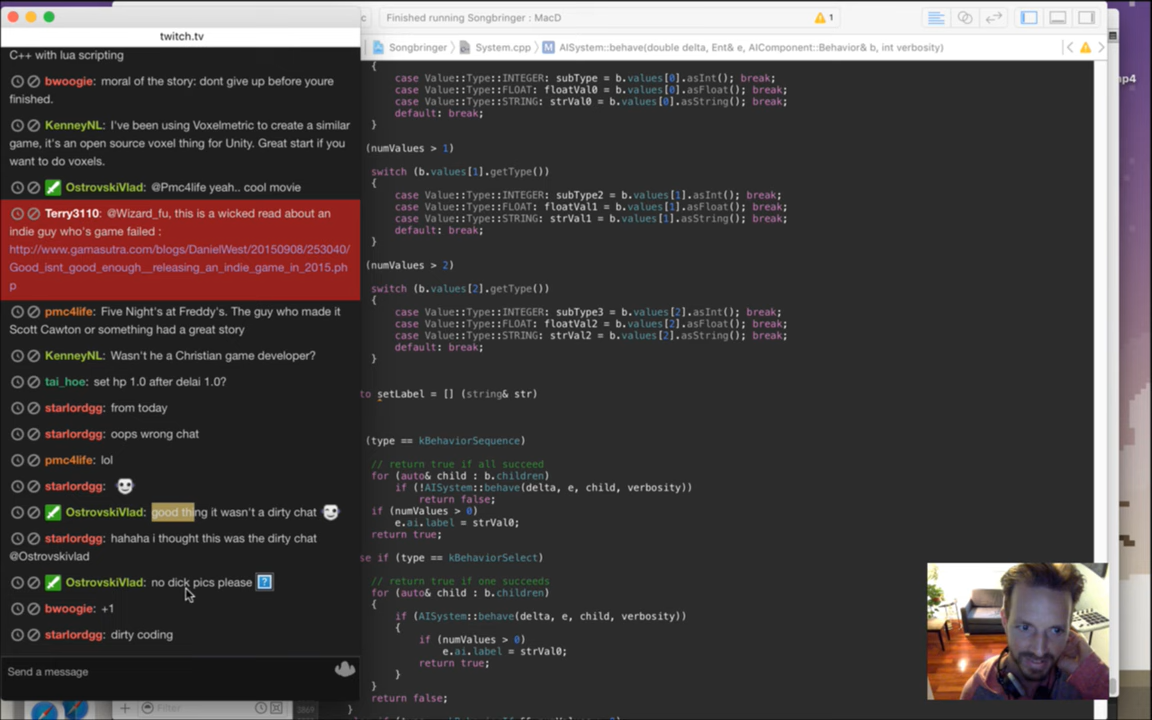 twitch.tv
C++ with lua scripting
bwoogie: moral of the story: dont give up before youre
finished.
KenneyNL: I've been using Voxelmetric to create a similar
game, it's an open source voxel thing for Unity. Great start if you
want to do voxels.
OstrovskiVlad: @Pmc4life yeah.. cool movie
Terry3110: @Wizard_fu, this is a wicked read about an
indie guy who's game failed :
http://www.gamasutra.com/blogs/DanielWest/20150908/253040/
Good_isnt_good_enough__releasing_an_indie_game_in_2015.ph
p
pmc4life: Five Night's at Freddy's. The guy who made it
Scott Cawton or something had a great story
KenneyNL: Wasn't he a Christian game developer?
tai_hoe: set hp 1.0 after delai 1.0?
starlordgg: from today
starlordgg: oops wrong chat
pmc4life: lol
starlordgg:
OstrovskiVlad: good thing it wasn't a dirty chat
starlordgg: hahaha i thought this was the dirty chat
@Ostrovskivlad
OstrovskiVlad: no dick pics please ?
bwoogie: +1
starlordgg: dirty coding
Send a message
Filter
Finished running Songbringer : MacD
1
Songbringer
System.cpp
M AISystem::behave(double delta, Ent& e, AIComponent::Behavior& b, int verbosity)
{
case Value::Type::INTEGER: subType = b.values[0].asInt(); break;
case Value::Type::FLOAT: floatVal0 = b.values[0].asFloat(); break;
case Value::Type::STRING: strVal0 = b.values[0].asString(); break;
default: break;
}
(numValues > 1)
switch (b.values[1].getType())
{
case Value::Type::INTEGER: subType2 = b.values[1].asInt(); break;
case Value::Type::FLOAT: floatVal1 = b.values[1].asFloat(); break;
case Value::Type::STRING: strVal1 = b.values[1].asString(); break;
default: break;
}
(numValues > 2)
switch (b.values[2].getType())
{
case Value::Type::INTEGER: subType3 = b.values[2].asInt(); break;
case Value::Type::FLOAT: floatVal2 = b.values[2].asFloat(); break;
case Value::Type::STRING: strVal2 = b.values[2].asString(); break;
default: break;
}
to setLabel = [] (string& str)
(type == kBehaviorSequence)
// return true if all succeed
for (auto& child : b.children)
if (!AISystem::behave(delta, e, child, verbosity))
return false;
if (numValues > 0)
e.ai.label = strVal0;
return true;
se if (type == kBehaviorSelect)
// return true if one succeeds
for (auto& child : b.children)
{
if (AISystem::behave(delta, e, child, verbosity))
{
if (numValues > 0)
e.ai.label = strVal0;
return true;
}
}
return false;
}
mp4